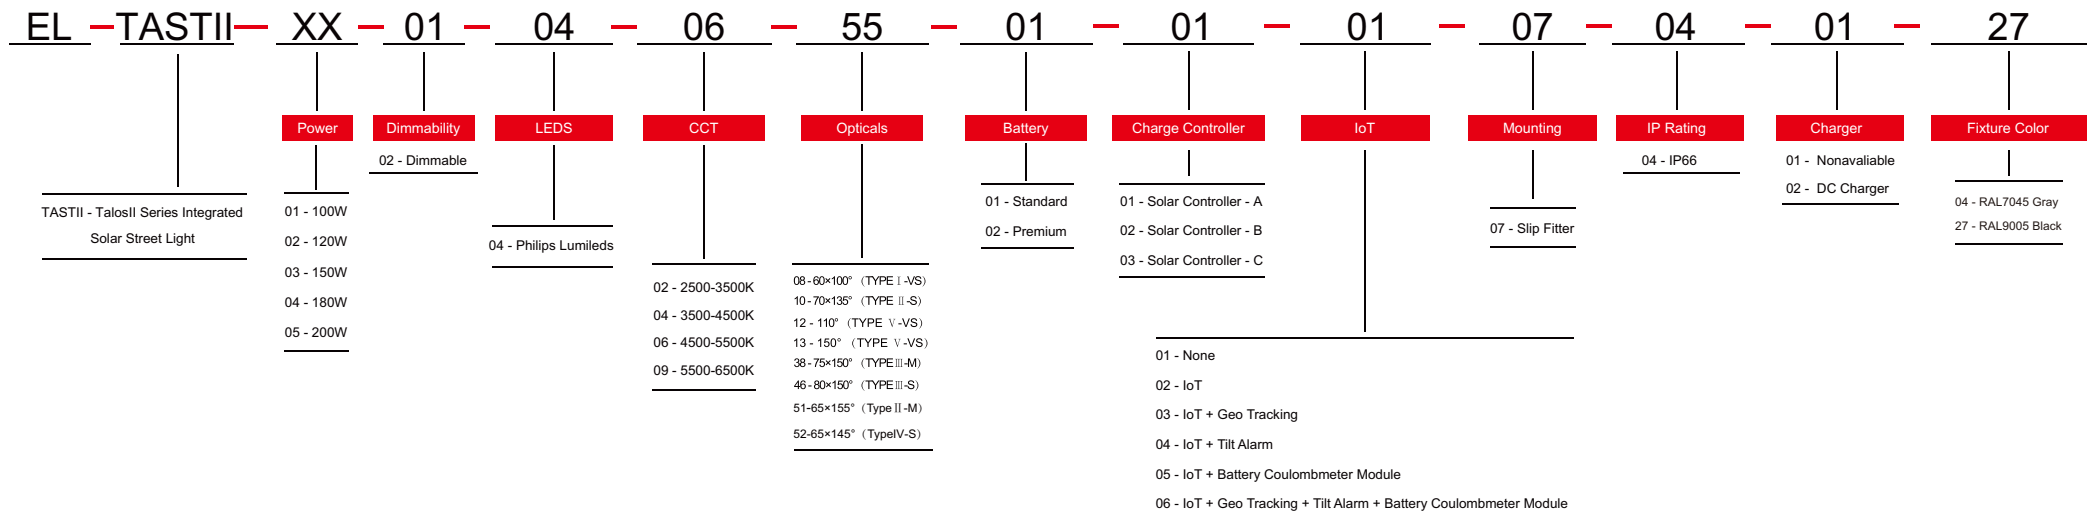 EL — TASTII — XX — 01 — 04 — 06 — 55 — 01 — 01 — 01 — 07 — 04 — 01 — 27
TASTII - TalosII Series Integrated
Solar Street Light
Power
01 - 100W
02 - 120W
03 - 150W
04 - 180W
05 - 200W
Dimmability
02 - Dimmable
LEDS
04 - Philips Lumileds
CCT
02 - 2500-3500K
04 - 3500-4500K
06 - 4500-5500K
09 - 5500-6500K
Opticals
08-60×100° (TYPE Ⅰ-VS)
10-70×135° (TYPE Ⅱ-S)
12 - 110° (TYPE Ⅴ-VS)
13 - 150° (TYPE Ⅴ-VS)
38-75×150° (TYPEⅢ-M)
46-80×150° (TYPEⅢ-S)
51-65×155° (Type Ⅱ-M)
52-65×145° (TypeIV-S)
Battery
01 - Standard
02 - Premium
Charge Controller
01 - Solar Controller - A
02 - Solar Controller - B
03 - Solar Controller - C
IoT
01 - None
02 - IoT
03 - IoT + Geo Tracking
04 - IoT + Tilt Alarm
05 - IoT + Battery Coulombmeter Module
06 - IoT + Geo Tracking + Tilt Alarm + Battery Coulombmeter Module
Mounting
07 - Slip Fitter
IP Rating
04 - IP66
Charger
01 - Nonavaliable
02 - DC Charger
Fixture Color
04 - RAL7045 Gray
27 - RAL9005 Black